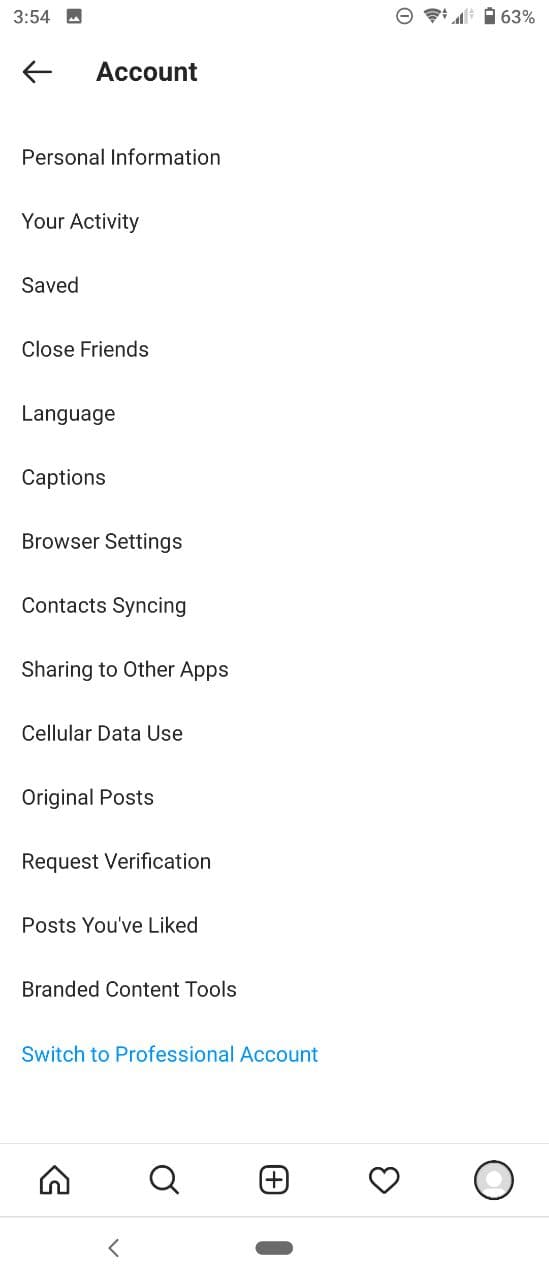 3:54 63%
Account
Personal Information
Your Activity
Saved
Close Friends
Language
Captions
Browser Settings
Contacts Syncing
Sharing to Other Apps
Cellular Data Use
Original Posts
Request Verification
Posts You've Liked
Branded Content Tools
Switch to Professional Account